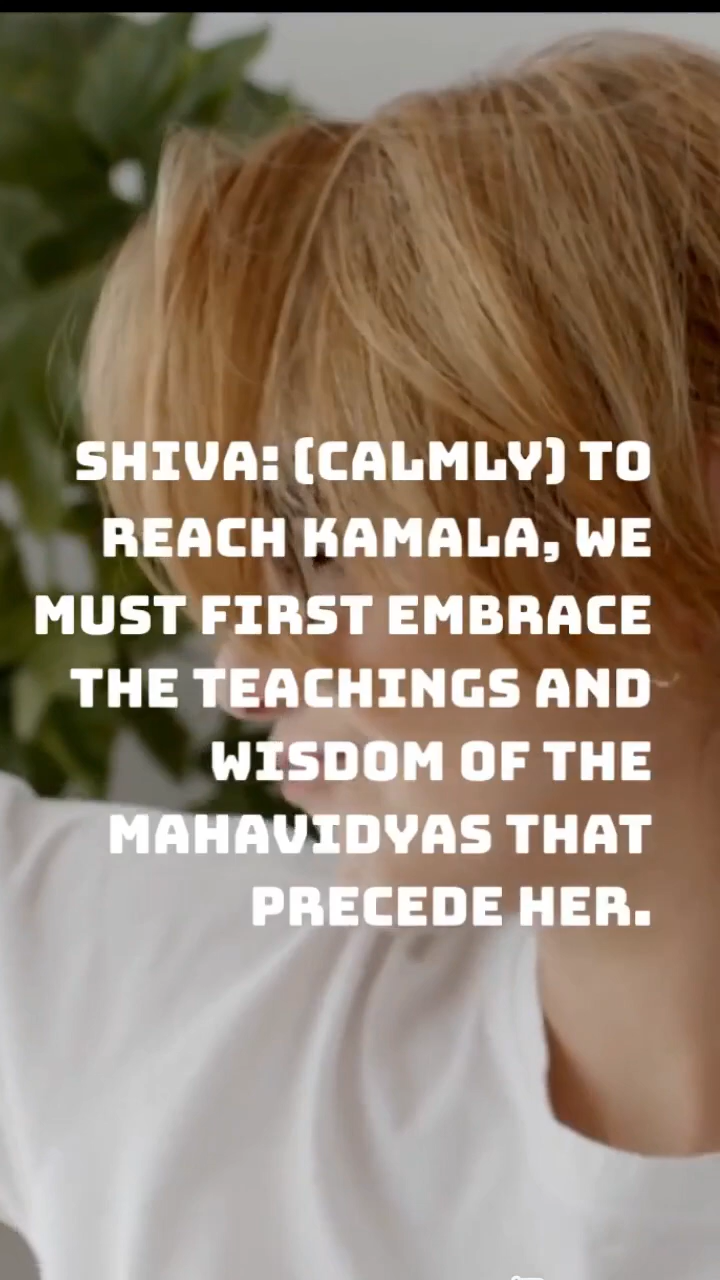 SHIVA: (CALMLY) TO
REACH KAMALA, WE
MUST FIRST EMBRACE
THE TEACHINGS AND
WISDOM OF THE
MAHAVIDYAS THAT
PRECEDE HER.